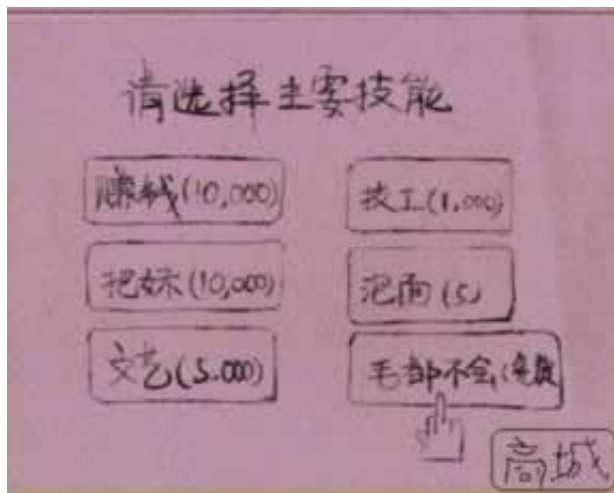 请选择主要技能
赚钱(10,000)
技工(1,000)
把妹(10,000)
泡面(5)
文艺(5.000)
毛都不会(免费
商城